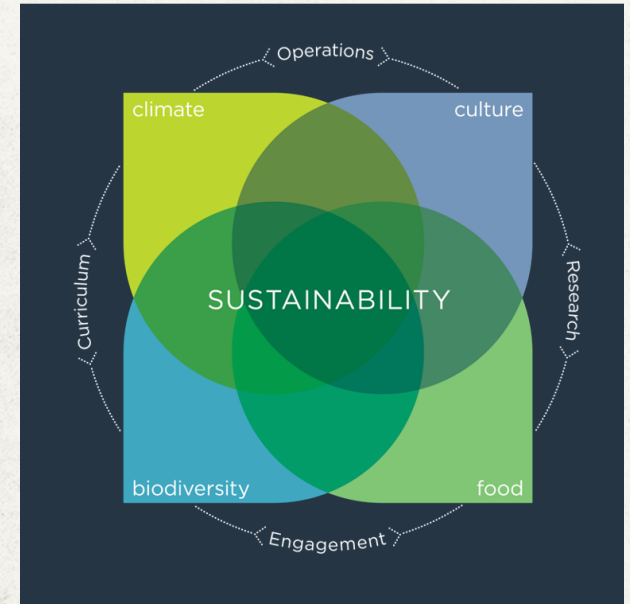 Operations
climate
culture
Curriculum
SUSTAINABILITY
Research
biodiversity
food
Engagement